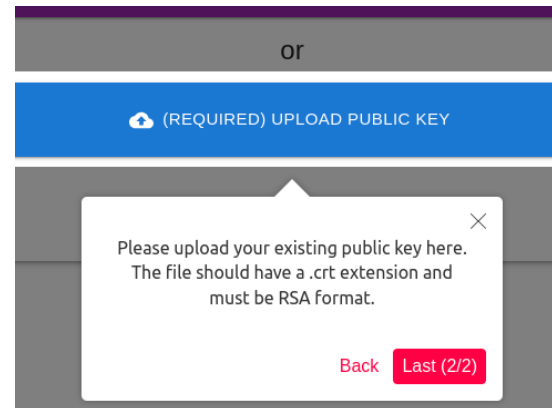 or
(REQUIRED) UPLOAD PUBLIC KEY
Please upload your existing public key here.
The file should have a .crt extension and
must be RSA format.
Back Last (2/2)